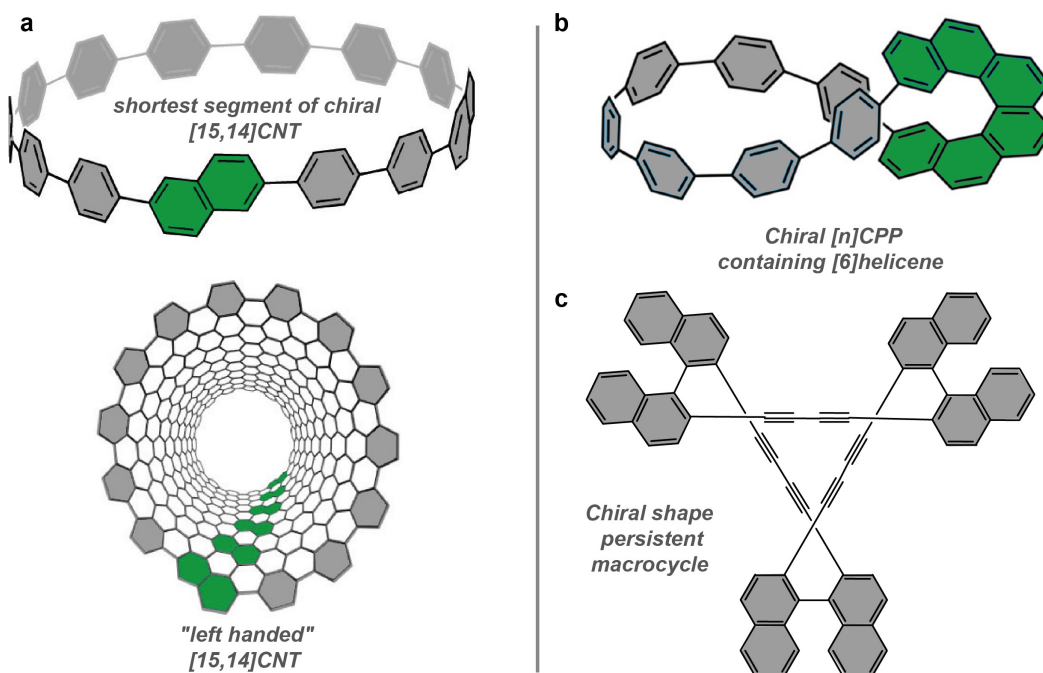 a
shortest segment of chiral
[15,14]CNT
"left handed"
[15,14]CNT
b
Chiral [n]CPP
containing [6]helicene
c
Chiral shape
persistent
macrocycle